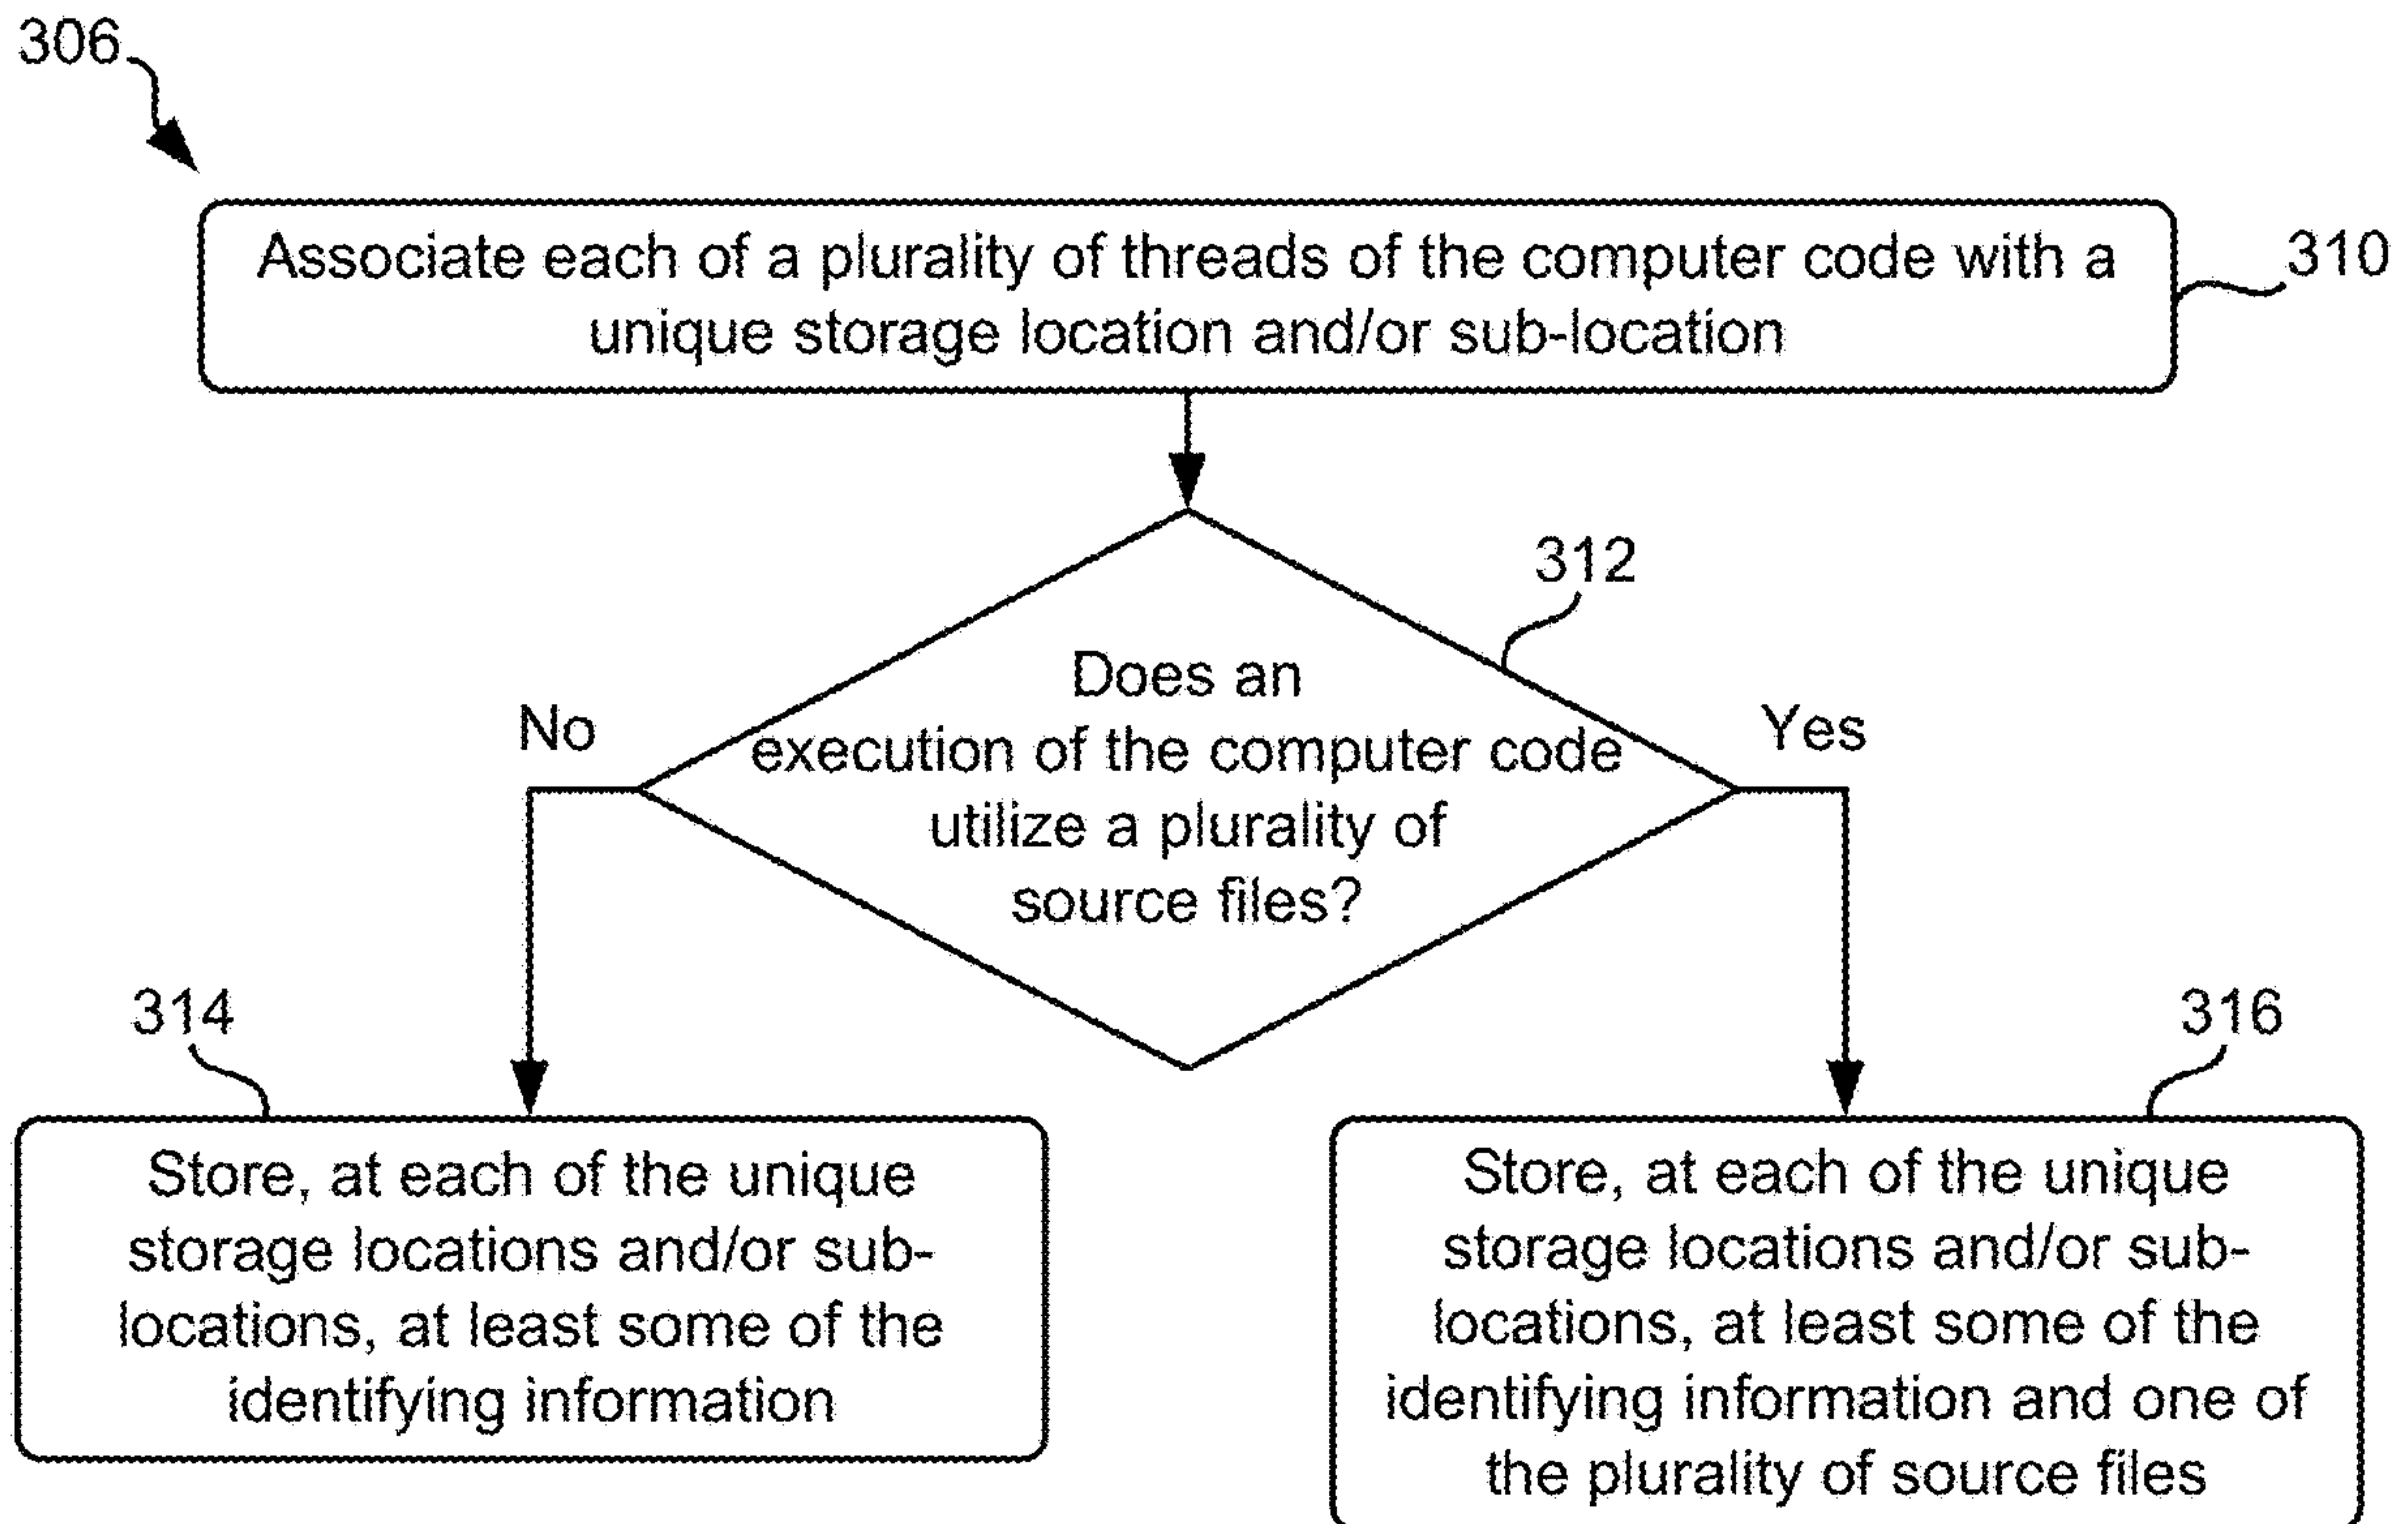 306
Associate each of a plurality of threads of the computer code with a
unique storage location and/or sub-location
310
312
Does an
execution of the computer code
utilize a plurality of
source files?
No
Yes
314
Store, at each of the unique
storage locations and/or sub-
locations, at least some of the
identifying information
316
Store, at each of the unique
storage locations and/or sub-
locations, at least some of the
identifying information and one of
the plurality of source files